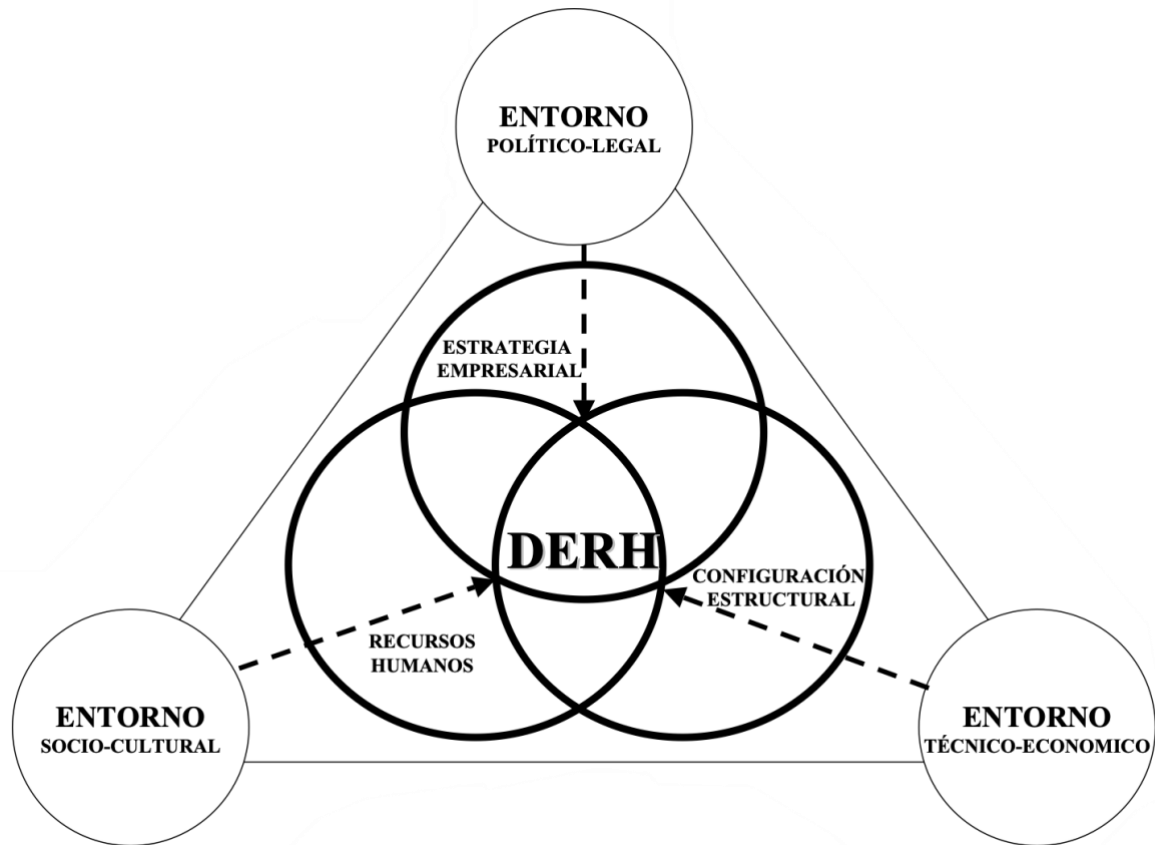 ENTORNO
POLÍTICO-LEGAL
ESTRATEGIA
EMPRESARIAL
DERH
CONFIGURACIÓN
ESTRUCTURAL
RECURSOS
HUMANOS
ENTORNO
SOCIO-CULTURAL
ENTORNO
TÉCNICO-ECONOMICO